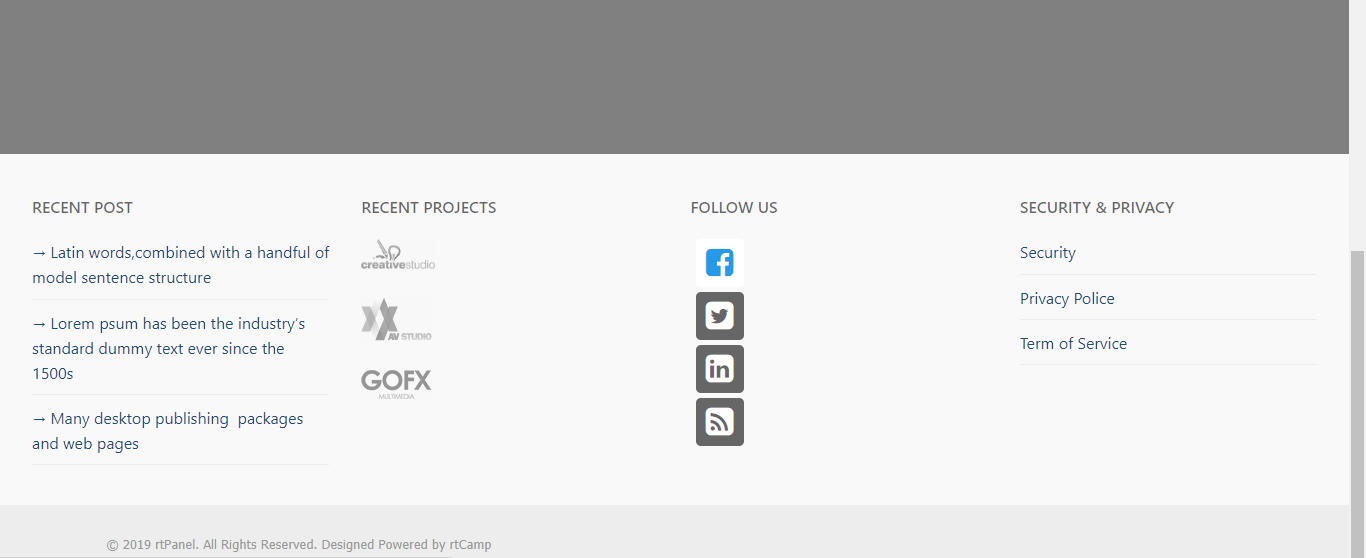 RECENT POST
→ Latin words,combined with a handful of
model sentence structure
→ Lorem psum has been the industry's
standard dummy text ever since the
1500s
→ Many desktop publishing  packages
and web pages
RECENT PROJECTS
creativestudio
AV STUDIO
GOFX
MULTIMEDIA
FOLLOW US
in
SECURITY & PRIVACY
Security
Privacy Police
Term of Service
© 2019 rtPanel. All Rights Reserved. Designed Powered by rtCamp